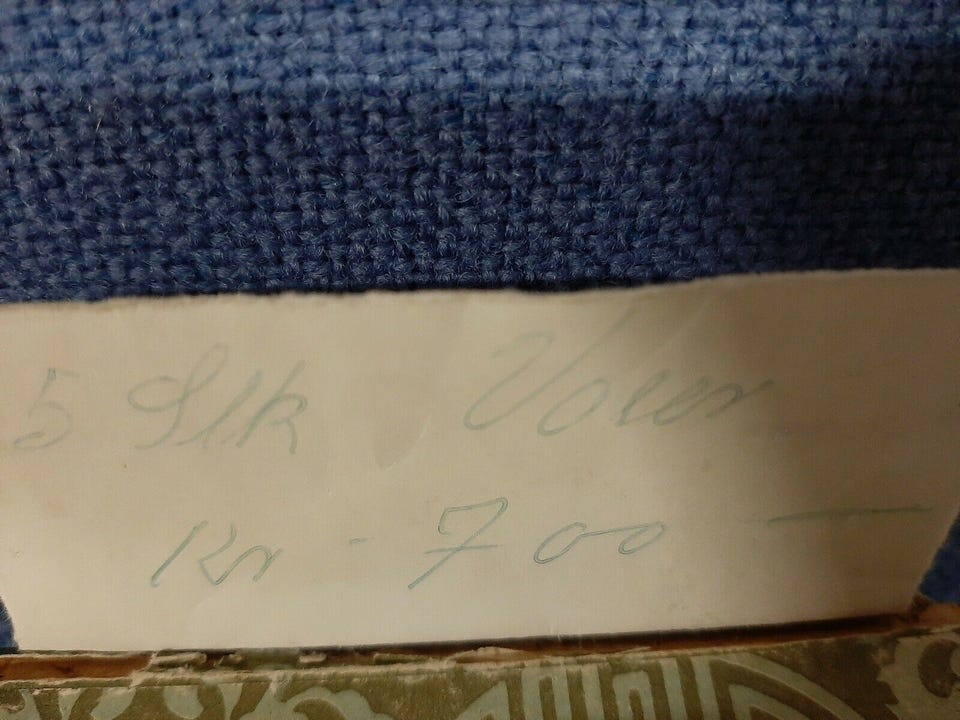 5 Stk
Kr - 700 —